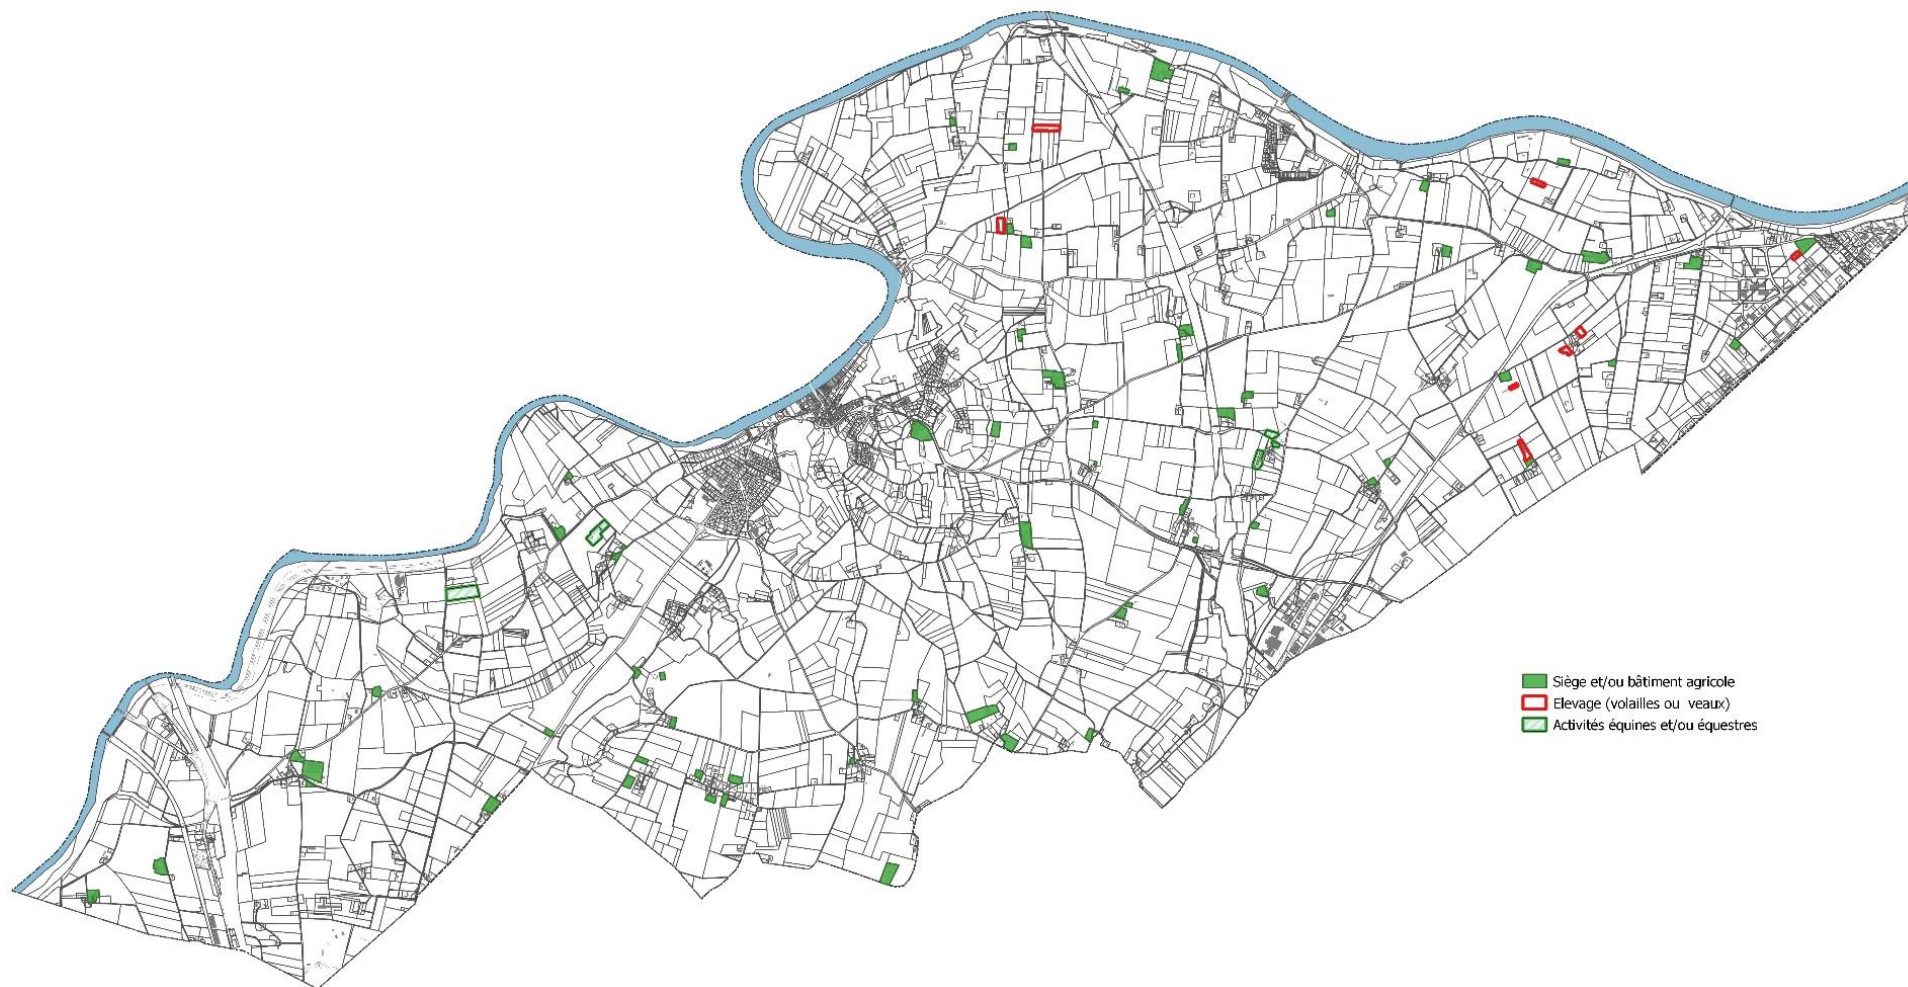 Siège et/ou bâtiment agricole
Elevage (volailles ou veaux)
Activités équines et/ou équestres